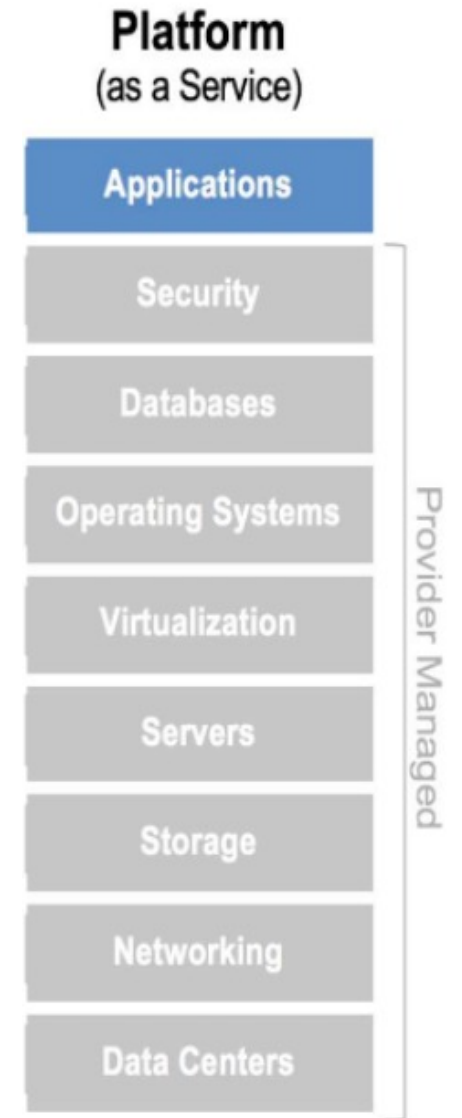 Platform
(as a Service)
Applications
Security
Databases
Operating Systems
Virtualization
Servers
Storage
Networking
Data Centers
Provider Managed